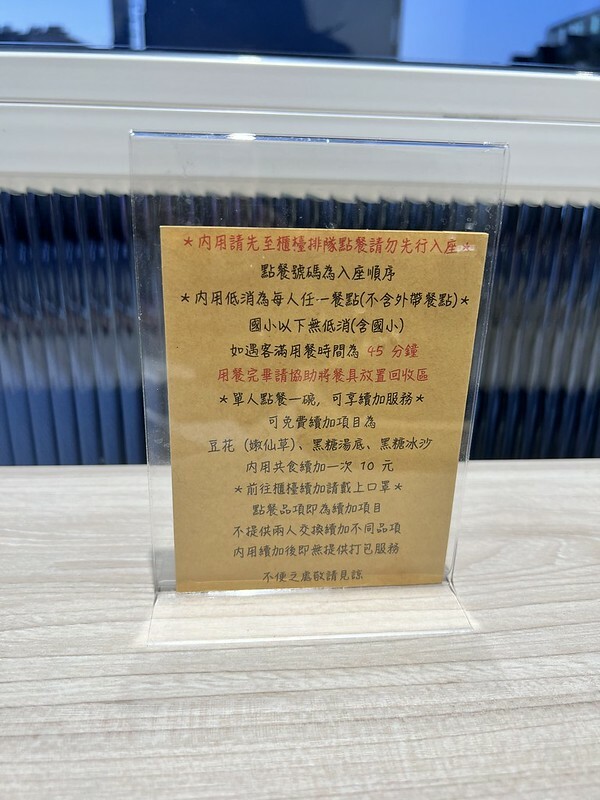 *內用請先至櫃檯排隊點餐請勿先行入座*
點餐號碼為入座順序
*內用低消為每人任一餐點(不含外帶餐點)*
國小以下無低消(含國小)
如遇客滿用餐時間為 45 分鐘
用餐完畢請協助將餐具放置回收區
*單人點餐一碗，可享續加服務*
可免費續加項目為
豆花（嫩仙草)、黑糖湯底、黑糖冰沙
內用共食續加一次 10 元
*前往櫃檯續加請戴上口罩*
點餐品項即為續加項目
不提供兩人交換續加不同品項
內用續加後即無提供打包服務
不便之處敬請見諒